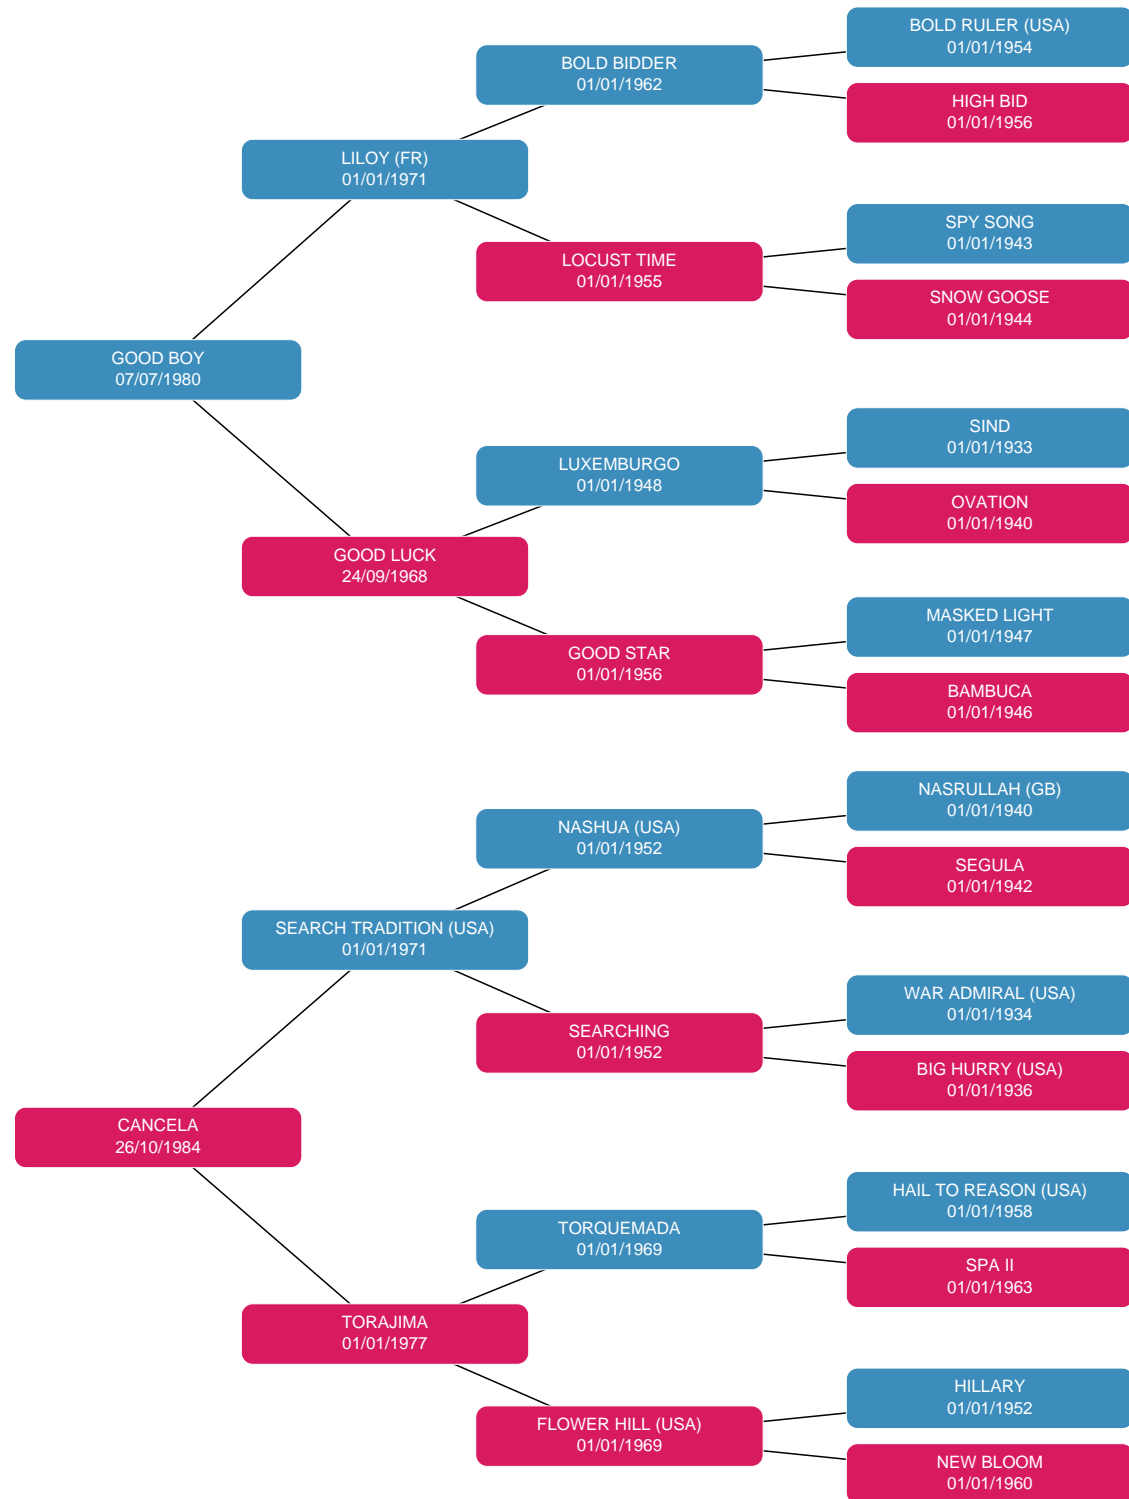 BOLD RULER (USA)
01/01/1954
BOLD BIDDER
01/01/1962
HIGH BID
01/01/1956
LILOY (FR)
01/01/1971
SPY SONG
01/01/1943
LOCUST TIME
01/01/1955
SNOW GOOSE
01/01/1944
GOOD BOY
07/07/1980
SIND
01/01/1933
LUXEMBURGO
01/01/1948
OVATION
01/01/1940
GOOD LUCK
24/09/1968
MASKED LIGHT
01/01/1947
GOOD STAR
01/01/1956
BAMBUCA
01/01/1946
NASRULLAH (GB)
01/01/1940
NASHUA (USA)
01/01/1952
SEGULA
01/01/1942
SEARCH TRADITION (USA)
01/01/1971
WAR ADMIRAL (USA)
01/01/1934
SEARCHING
01/01/1952
BIG HURRY (USA)
01/01/1936
CANCELA
26/10/1984
HAIL TO REASON (USA)
01/01/1958
TORQUEMADA
01/01/1969
SPA II
01/01/1963
TORAJIMA
01/01/1977
HILLARY
01/01/1952
FLOWER HILL (USA)
01/01/1969
NEW BLOOM
01/01/1960